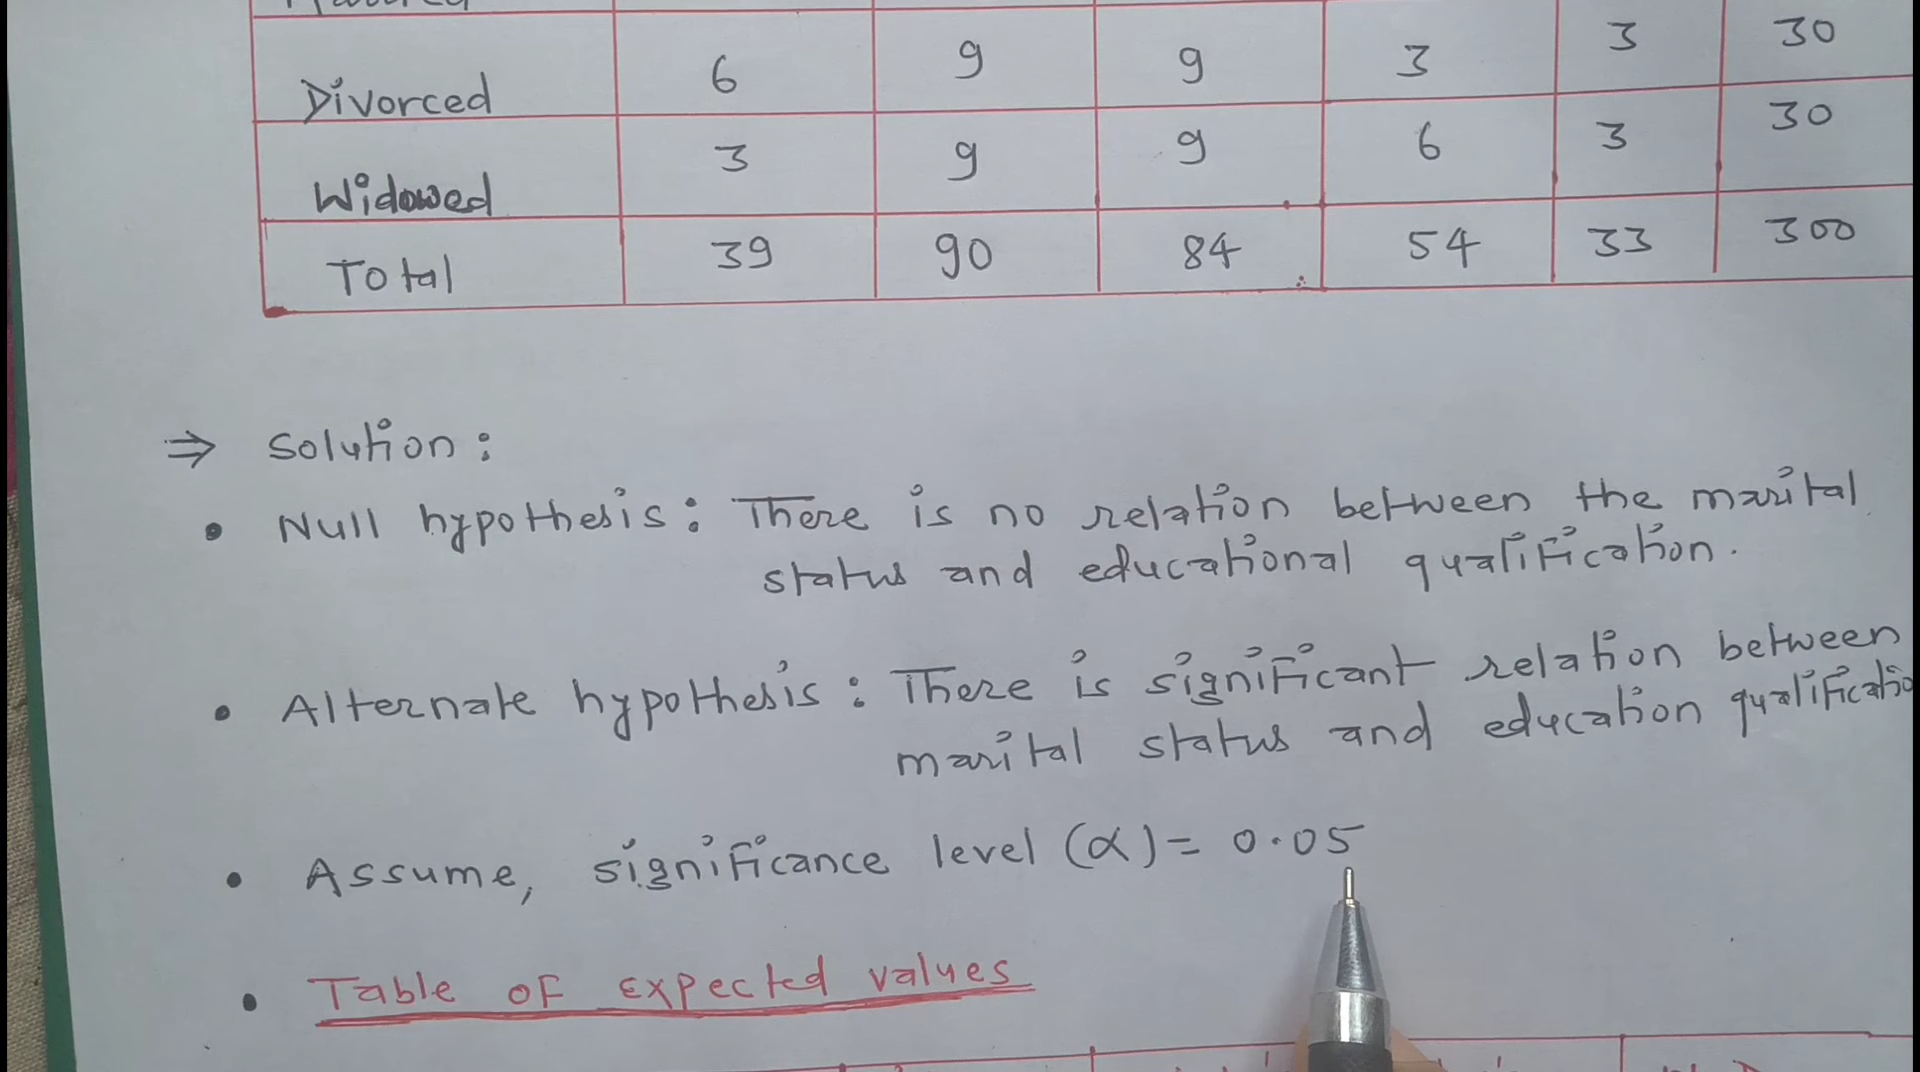 Divorced 6 9 9 3 3 30
Widowed 3 9 9 6 3 30
Total 39 90 84 54 33 300
⇒ Solution:
• Null hypothesis: There is no relation between the marital
status and educational qualification.
• Alternate hypothesis: There is significant relation between
marital status and education qualificatio
• Assume, significance level (α) = 0.05
• Table of expected values